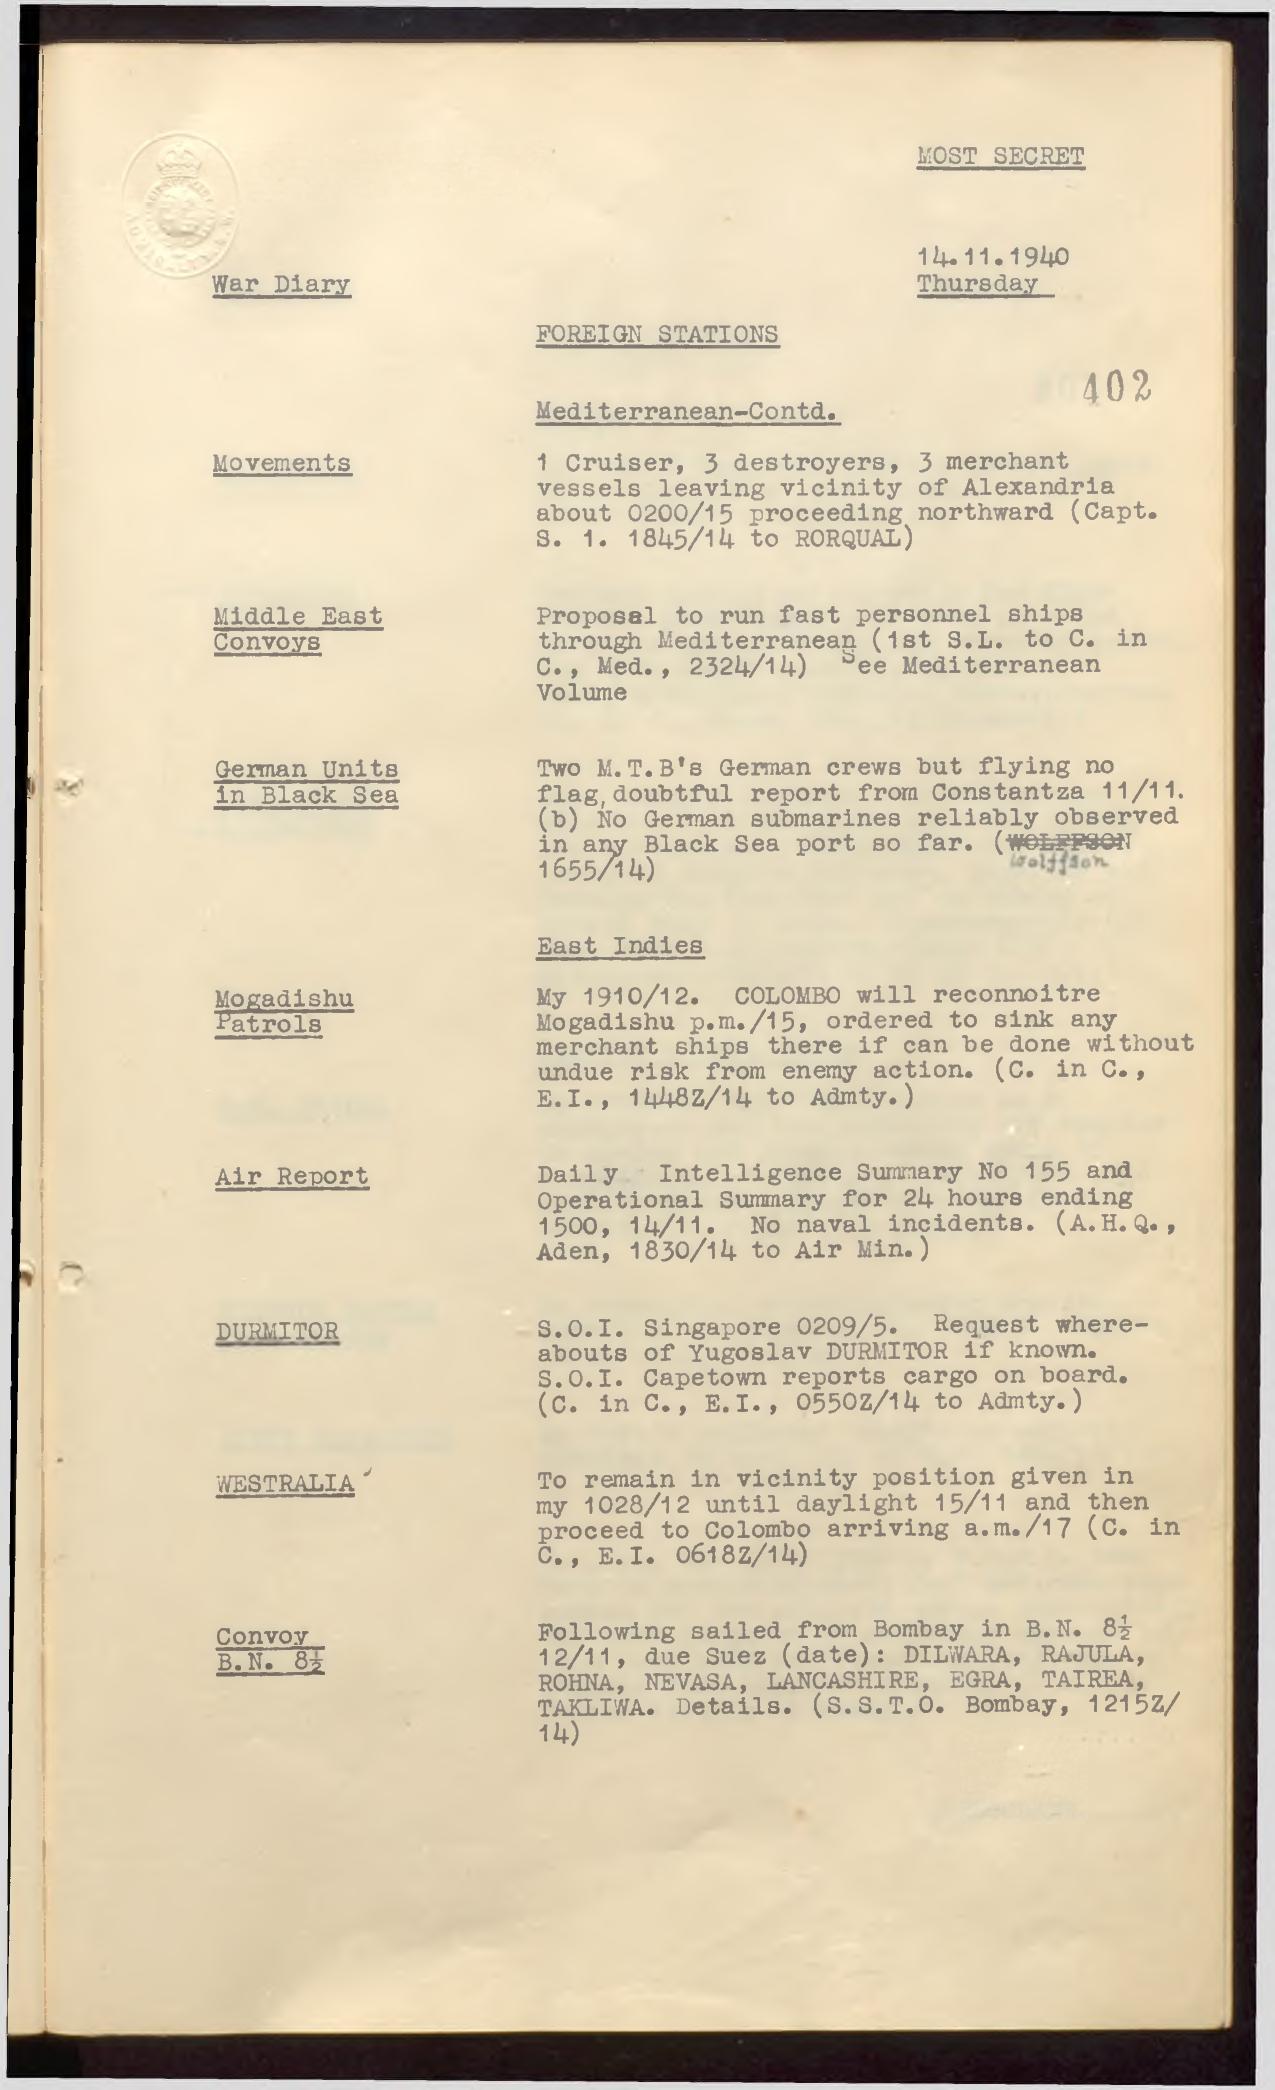 MOST SECRET
14.11.1940
War Diary
Thursday
FOREIGN STATIONS
402
Mediterranean-Contd.
Movements
1 Cruiser, 3 destroyers, 3 merchant
vessels leaving vicinity of Alexandria
about 0200/15 proceeding northward (Capt.
S. 1. 1845/14 to RORQUAL)
Middle East
Convoys
Proposal to run fast personnel ships
through Mediterranean (1st S.L. to C. in
C., Med., 2324/14) See Mediterranean
Volume
German Units
in Black Sea
Two M.T.B's German crews but flying no
flag, doubtful report from Constantza 11/11.
(b) No German submarines reliably observed
in any Black Sea port so far. (WOLFFSON
Wolffson
1655/14)
East Indies
Mogadishu
Patrols
My 1910/12. COLOMBO will reconnoitre
Mogadishu p.m./15, ordered to sink any
merchant ships there if can be done without
undue risk from enemy action. (C. in C.,
E.I., 1448Z/14 to Admty.)
Air Report
Daily Intelligence Summary No 155 and
Operational Summary for 24 hours ending
1500, 14/11. No naval incidents. (A.H.Q.,
Aden, 1830/14 to Air Min.)
DURMITOR
S.O.I. Singapore 0209/5. Request where-
abouts of Yugoslav DURMITOR if known.
S.O.I. Capetown reports cargo on board.
(C. in C., E.I., 0550Z/14 to Admty.)
WESTRALIA
To remain in vicinity position given in
my 1028/12 until daylight 15/11 and then
proceed to Colombo arriving a.m./17 (C. in
C., E.I. 0618Z/14)
Convoy
B.N. 8½
Following sailed from Bombay in B.N. 8½
12/11, due Suez (date): DILWARA, RAJULA,
ROHNA, NEVASA, LANCASHIRE, EGRA, TAIREA,
TAKLIWA. Details. (S.S.T.O. Bombay, 1215Z/
14)